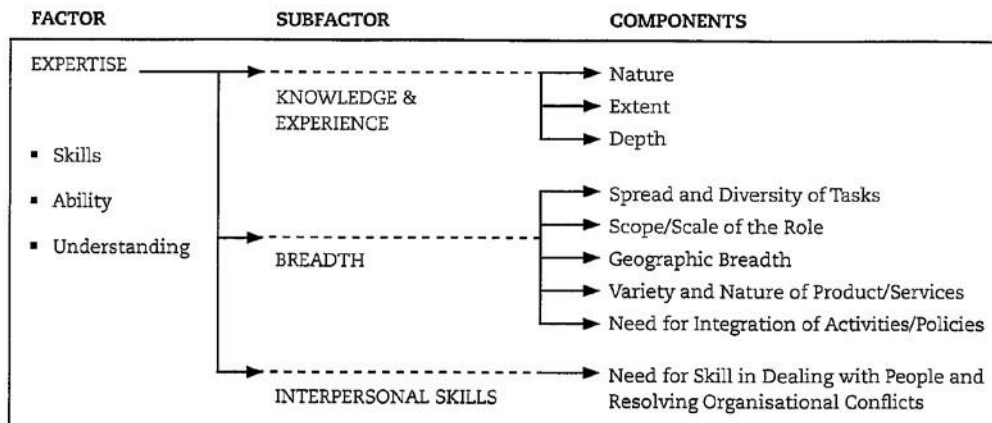 FACTOR SUBFACTOR COMPONENTS
EXPERTISE
▪ Skills
▪ Ability
▪ Understanding
KNOWLEDGE &
EXPERIENCE
Nature
Extent
Depth
BREADTH
Spread and Diversity of Tasks
Scope/Scale of the Role
Geographic Breadth
Variety and Nature of Product/Services
Need for Integration of Activities/Policies
INTERPERSONAL SKILLS
Need for Skill in Dealing with People and
Resolving Organisational Conflicts